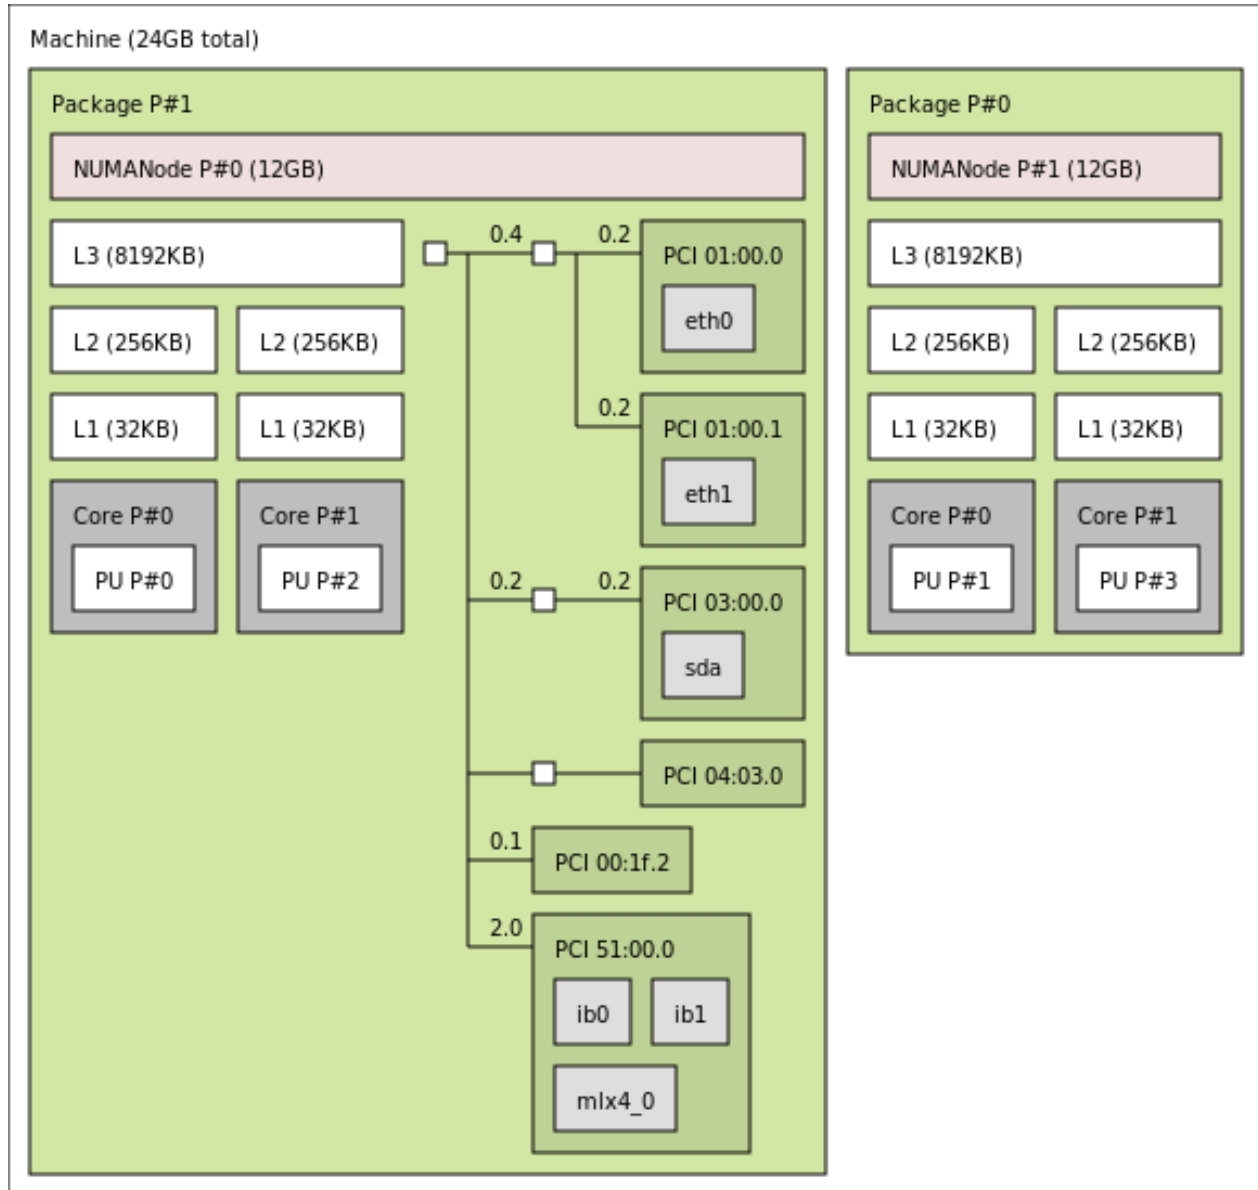 Machine (24GB total)
Package P#1
NUMANode P#0 (12GB)
L3 (8192KB)
L2 (256KB) L2 (256KB)
L1 (32KB) L1 (32KB)
Core P#0 Core P#1
PU P#0 PU P#2
0.4 0.2 PCI 01:00.0
eth0
0.2 PCI 01:00.1
eth1
0.2 0.2 PCI 03:00.0
sda
PCI 04:03.0
0.1 PCI 00:1f.2
2.0 PCI 51:00.0
ib0 ib1
mlx4_0
Package P#0
NUMANode P#1 (12GB)
L3 (8192KB)
L2 (256KB) L2 (256KB)
L1 (32KB) L1 (32KB)
Core P#0 Core P#1
PU P#1 PU P#3